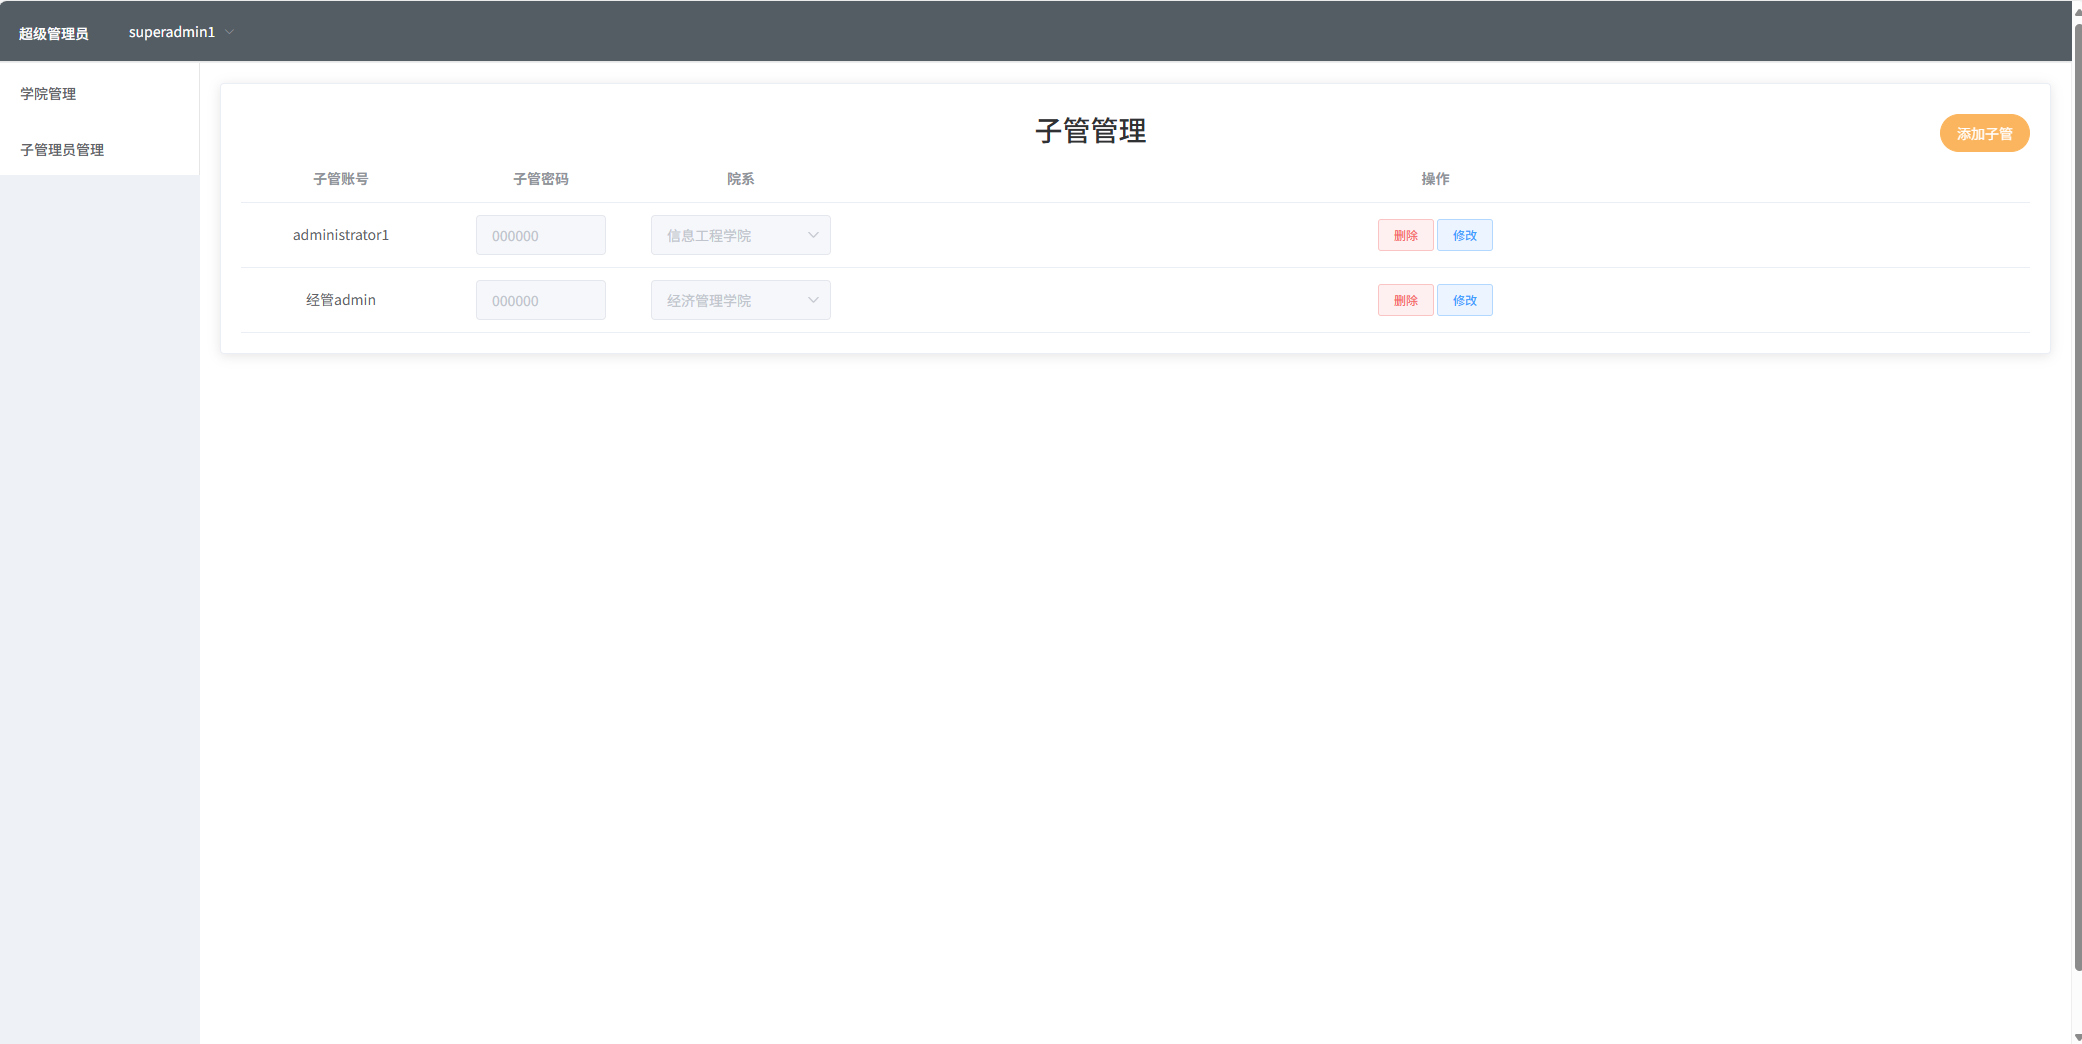 超级管理员 superadmin1
学院管理
子管理员管理
子管管理
添加子管
子管账号 子管密码 院系 操作
administrator1 000000 信息工程学院 删除 修改
经管admin 000000 经济管理学院 删除 修改